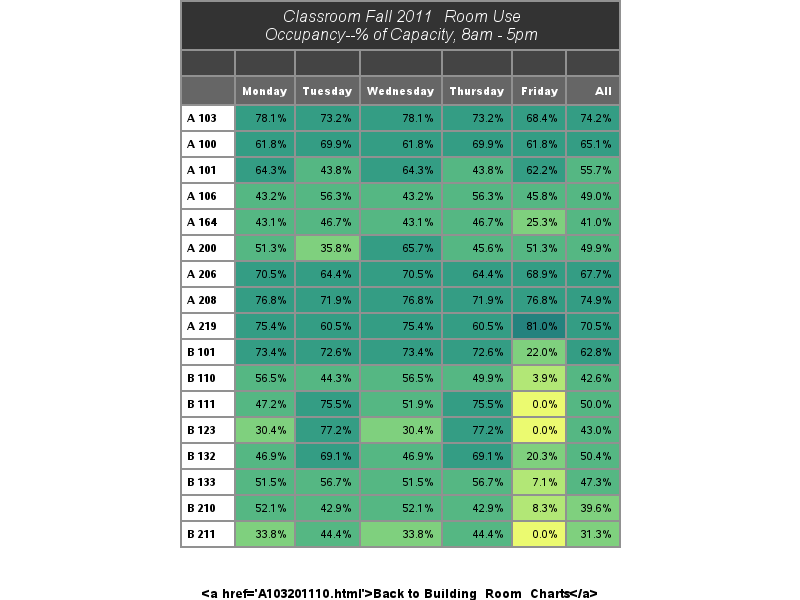 Classroom Fall 2011 Room Use
Occupancy--% of Capacity, 8am - 5pm
Monday Tuesday Wednesday Thursday Friday All
A 103 78.1% 73.2% 78.1% 73.2% 68.4% 74.2%
A 100 61.8% 69.9% 61.8% 69.9% 61.8% 65.1%
A 101 64.3% 43.8% 64.3% 43.8% 62.2% 55.7%
A 106 43.2% 56.3% 43.2% 56.3% 45.8% 49.0%
A 164 43.1% 46.7% 43.1% 46.7% 25.3% 41.0%
A 200 51.3% 35.8% 65.7% 45.6% 51.3% 49.9%
A 206 70.5% 64.4% 70.5% 64.4% 68.9% 67.7%
A 208 76.8% 71.9% 76.8% 71.9% 76.8% 74.9%
A 219 75.4% 60.5% 75.4% 60.5% 81.0% 70.5%
B 101 73.4% 72.6% 73.4% 72.6% 22.0% 62.8%
B 110 56.5% 44.3% 56.5% 49.9% 3.9% 42.6%
B 111 47.2% 75.5% 51.9% 75.5% 0.0% 50.0%
B 123 30.4% 77.2% 30.4% 77.2% 0.0% 43.0%
B 132 46.9% 69.1% 46.9% 69.1% 20.3% 50.4%
B 133 51.5% 56.7% 51.5% 56.7% 7.1% 47.3%
B 210 52.1% 42.9% 52.1% 42.9% 8.3% 39.6%
B 211 33.8% 44.4% 33.8% 44.4% 0.0% 31.3%
<a href='A103201110.html'>Back to Building_Room_Charts</a>